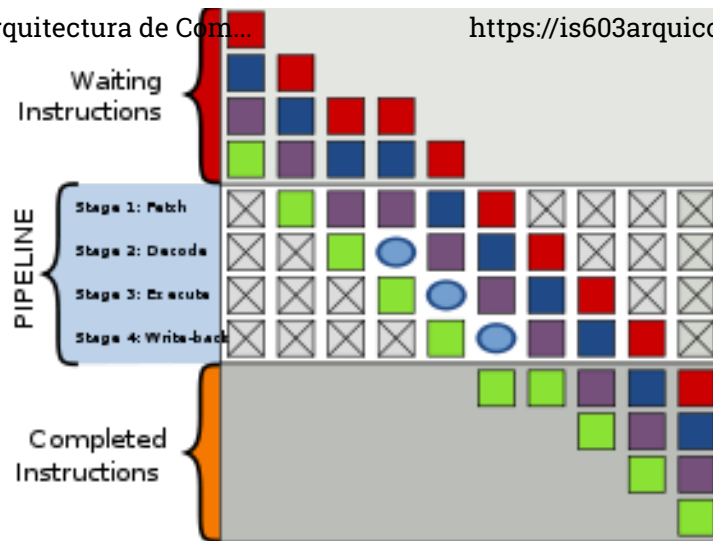 rquitectura de Com...
https://is603arquico
Waiting
Instructions
PIPELINE
Stage 1: Fetch
Stage 2: Decode
Stage 3: Execute
Stage 4: Write-back
Completed
Instructions